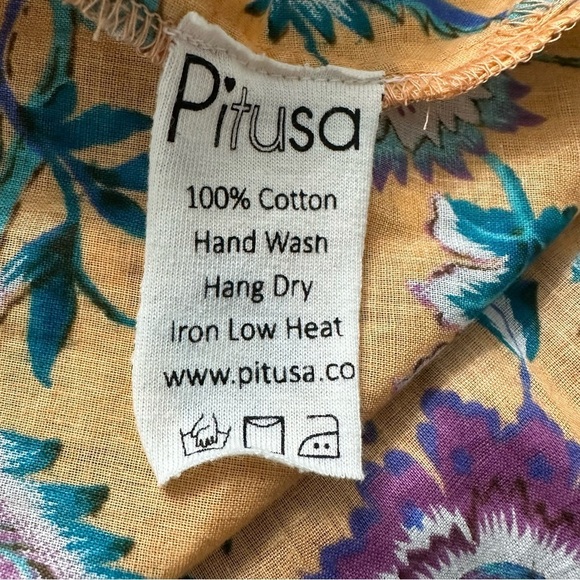 Pitusa
100% Cotton
Hand Wash
Hang Dry
Iron Low Heat
www.pitusa.co